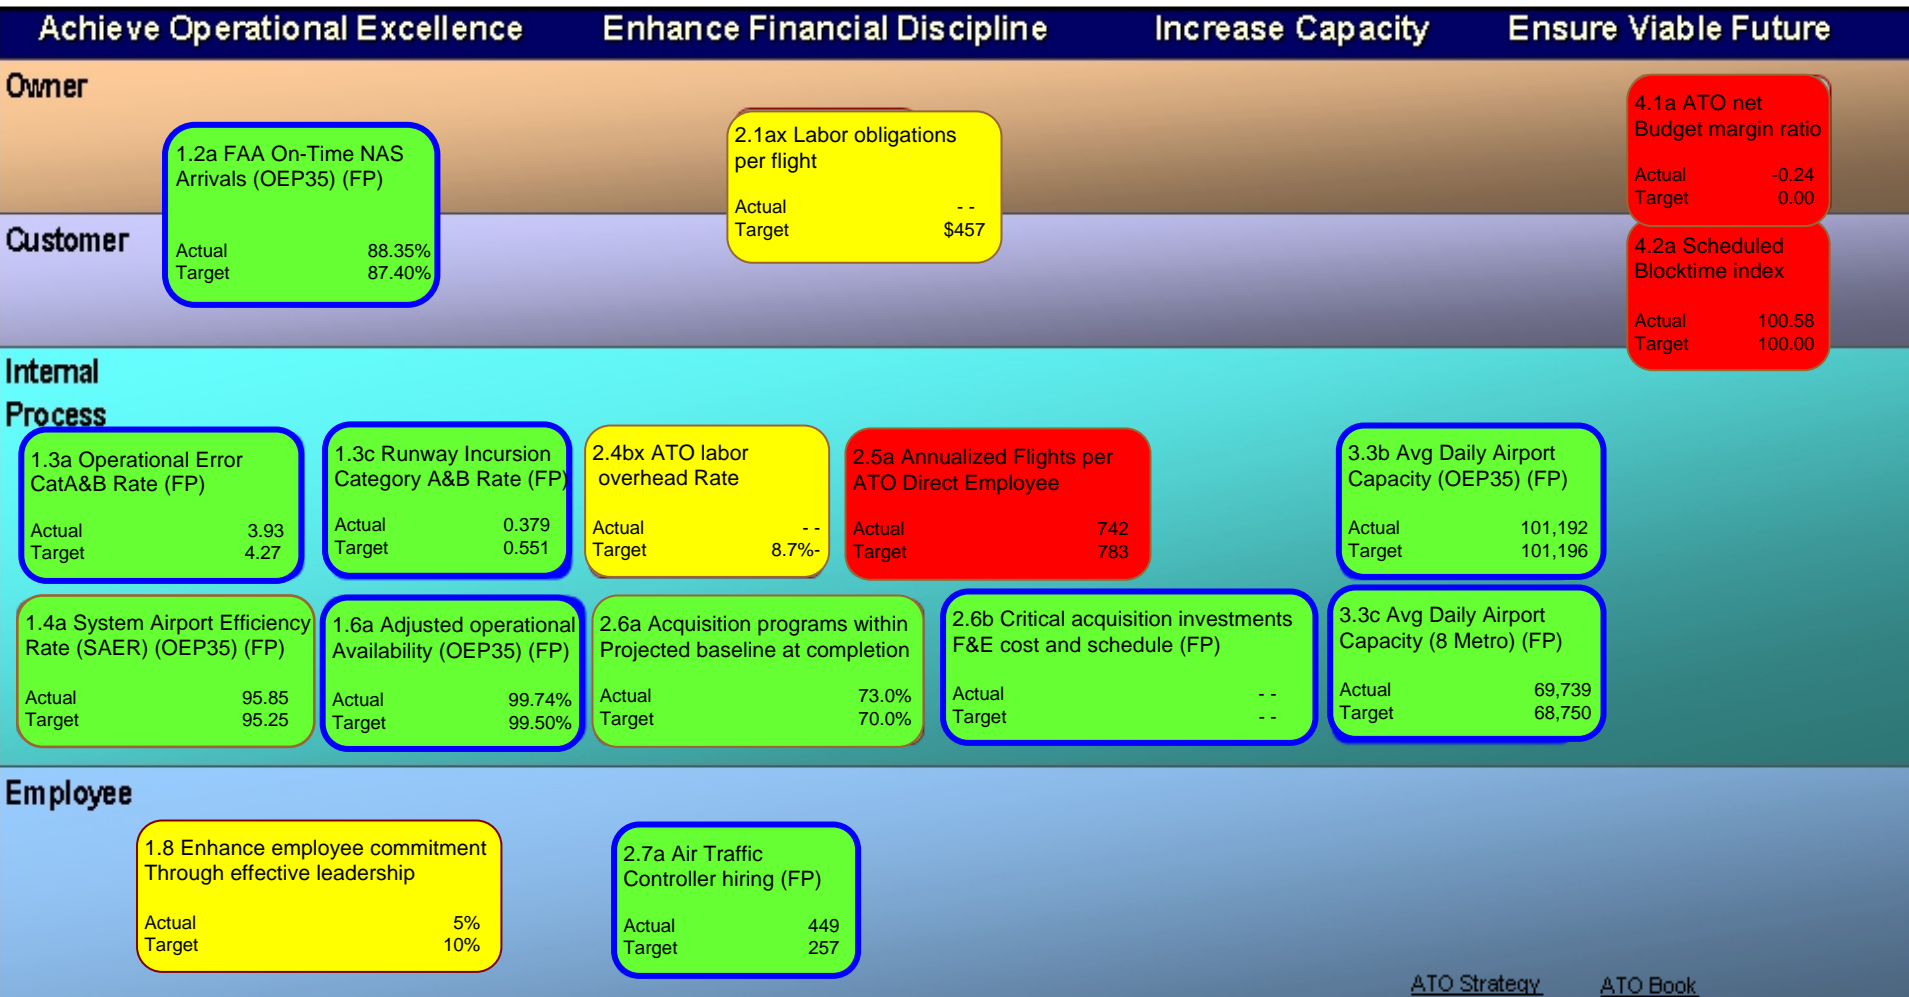 Achieve Operational Excellence Enhance Financial Discipline Increase Capacity Ensure Viable Future
Owner
1.2a FAA On-Time NAS
Arrivals (OEP35) (FP)
Actual 88.35%
Target 87.40%
2.1ax Labor obligations
per flight
Actual - -
Target $457
4.1a ATO net
Budget margin ratio
Actual -0.24
Target 0.00
Customer
4.2a Scheduled
Blocktime index
Actual 100.58
Target 100.00
Internal
Process
1.3a Operational Error
CatA&B Rate (FP)
Actual 3.93
Target 4.27
1.3c Runway Incursion
Category A&B Rate (FP)
Actual 0.379
Target 0.551
2.4bx ATO labor
overhead Rate
Actual - -
Target 8.7%-
2.5a Annualized Flights per
ATO Direct Employee
Actual 742
Target 783
3.3b Avg Daily Airport
Capacity (OEP35) (FP)
Actual 101,192
Target 101,196
1.4a System Airport Efficiency
Rate (SAER) (OEP35) (FP)
Actual 95.85
Target 95.25
1.6a Adjusted operational
Availability (OEP35) (FP)
Actual 99.74%
Target 99.50%
2.6a Acquisition programs within
Projected baseline at completion
Actual 73.0%
Target 70.0%
2.6b Critical acquisition investments
F&E cost and schedule (FP)
Actual - -
Target - -
3.3c Avg Daily Airport
Capacity (8 Metro) (FP)
Actual 69,739
Target 68,750
Employee
1.8 Enhance employee commitment
Through effective leadership
Actual 5%
Target 10%
2.7a Air Traffic
Controller hiring (FP)
Actual 449
Target 257
ATO Strategy ATO Book